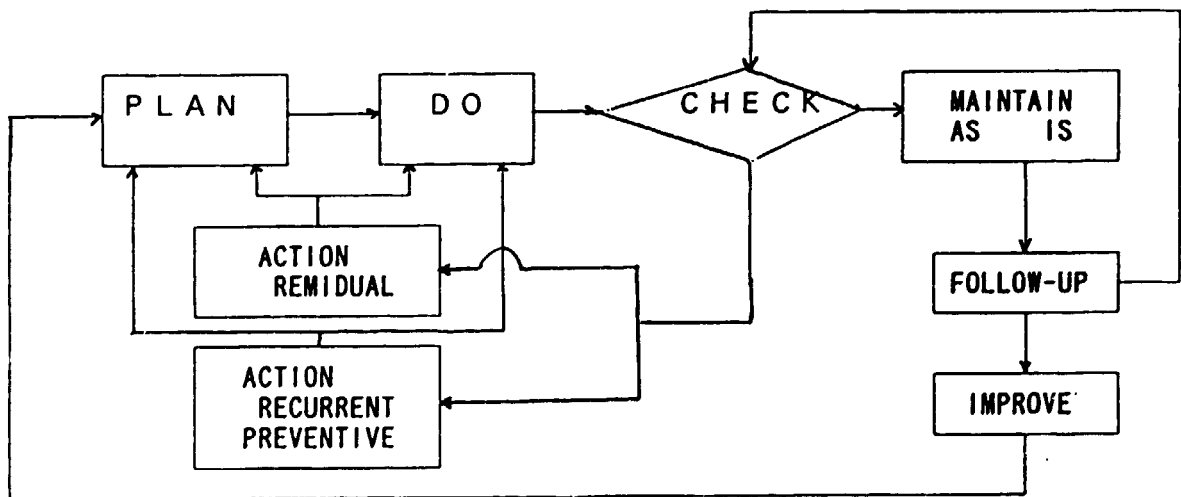 PLAN
DO
CHECK
MAINTAIN
AS IS
ACTION
REMIDUAL
FOLLOW-UP
ACTION
RECURRENT
PREVENTIVE
IMPROVE